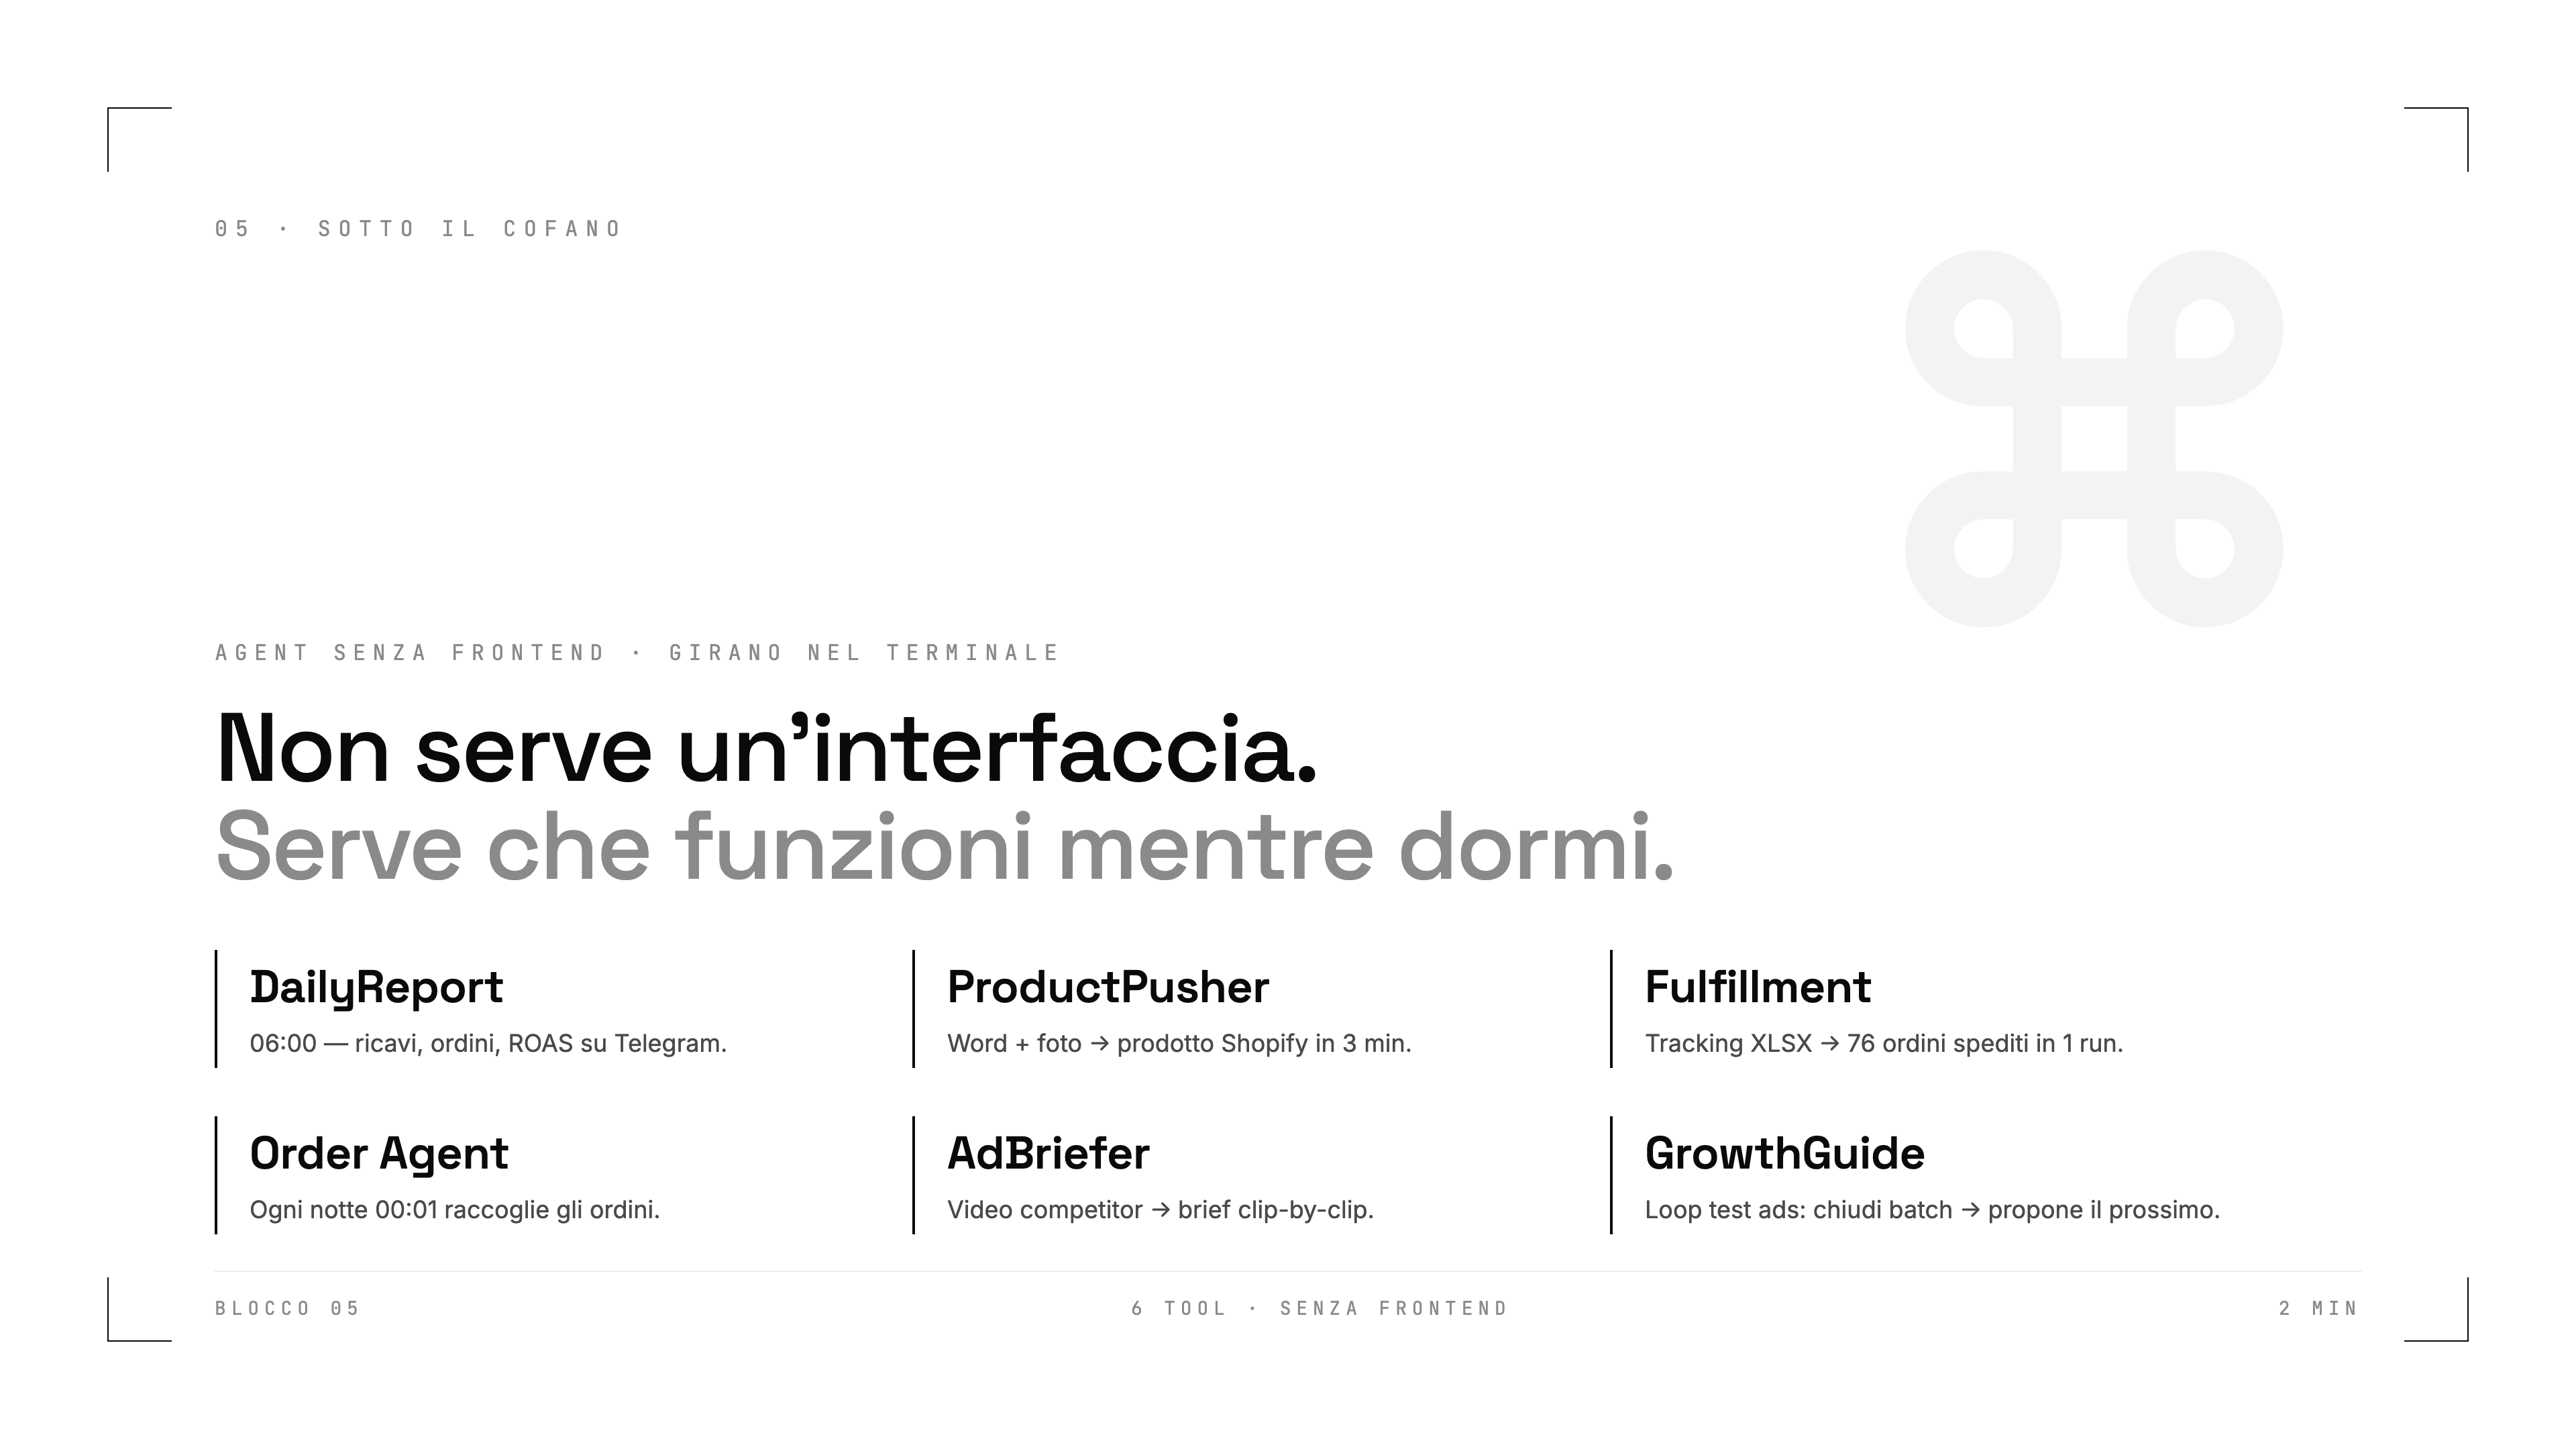 05 · SOTTO IL COFANO
AGENT SENZA FRONTEND · GIRANO NEL TERMINALE
Non serve un’interfaccia.
Serve che funzioni mentre dormi.
DailyReport
06:00 — ricavi, ordini, ROAS su Telegram.
ProductPusher
Word + foto → prodotto Shopify in 3 min.
Fulfillment
Tracking XLSX → 76 ordini spediti in 1 run.
Order Agent
Ogni notte 00:01 raccoglie gli ordini.
AdBriefer
Video competitor → brief clip-by-clip.
GrowthGuide
Loop test ads: chiudi batch → propone il prossimo.
BLOCCO 05
6 TOOL · SENZA FRONTEND
2 MIN